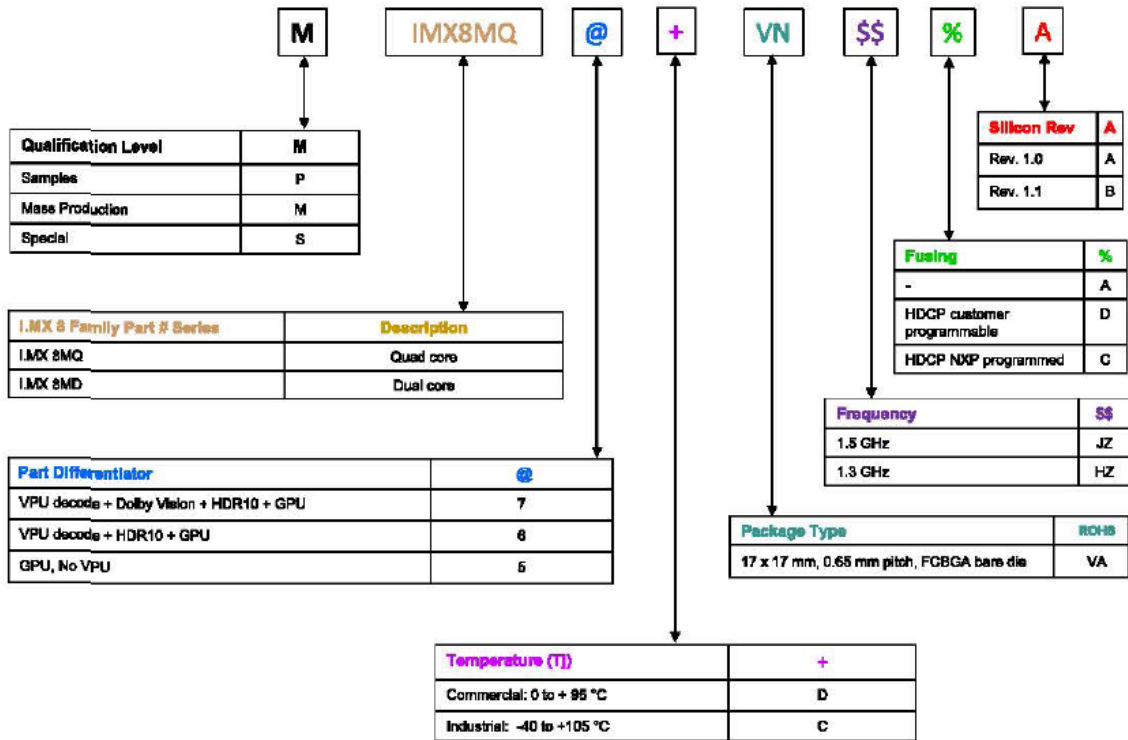 M IMX8MQ @ + VN $$ % A
Silicon Rev A
Rev. 1.0 A
Rev. 1.1 B
Qualification Level M
Samples P
Mass Production M
Special S
Fusing %
- A
HDCP customer
programmable D
HDCP NXP programmed C
I.MX 8 Family Part # Series Description
I.MX 8MQ Quad core
I.MX 8MD Dual core
Frequency $$
1.5 GHz JZ
1.3 GHz HZ
Part Differentiator @
VPU decode + Dolby Vision + HDR10 + GPU 7
VPU decode + HDR10 + GPU 6
GPU, No VPU 5
Package Type ROHS
17 x 17 mm, 0.65 mm pitch, FCBGA bare die VA
Temperature (Tj) +
Commercial: 0 to + 95 °C D
Industrial: -40 to +105 °C C